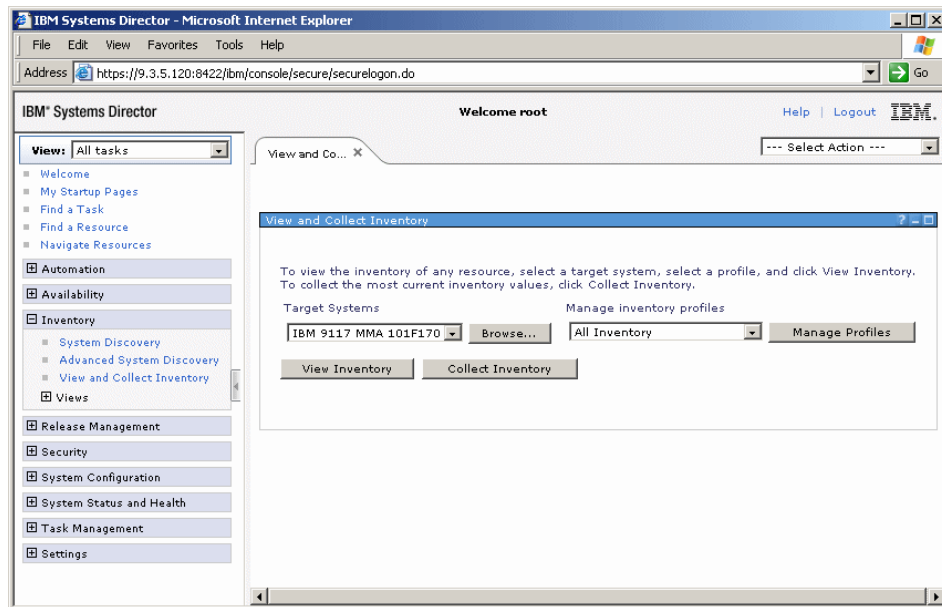 IBM Systems Director - Microsoft Internet Explorer
File Edit View Favorites Tools Help
Address https://9.3.5.120:8422/ibm/console/secure/securelogon.do Go
IBM® Systems Director Welcome root Help | Logout IBM.
View: All tasks
View and Co... --- Select Action ---
Welcome
My Startup Pages
Find a Task
Find a Resource
Navigate Resources
Automation
Availability
Inventory
System Discovery
Advanced System Discovery
View and Collect Inventory
Views
Release Management
Security
System Configuration
System Status and Health
Task Management
Settings
View and Collect Inventory
To view the inventory of any resource, select a target system, select a profile, and click View Inventory.
To collect the most current inventory values, click Collect Inventory.
Target Systems Manage inventory profiles
IBM 9117 MMA 101F170 Browse... All Inventory Manage Profiles
View Inventory Collect Inventory